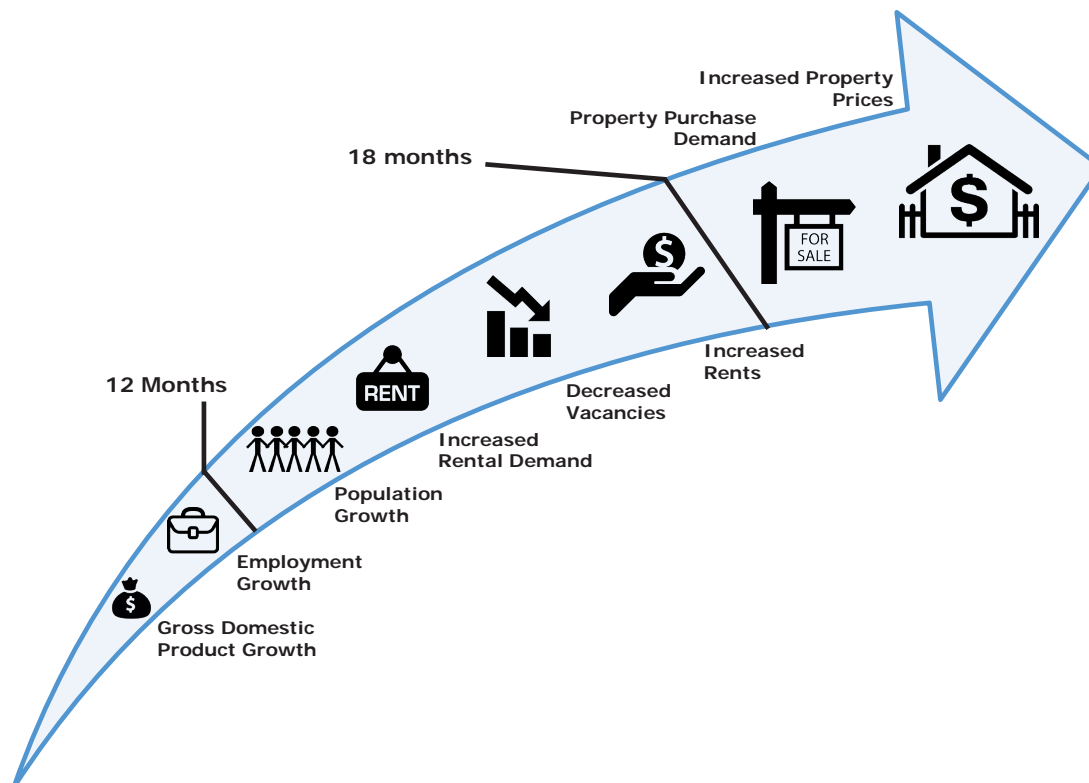 Increased Property
Prices
Property Purchase
Demand
18 months
$
$
FOR
SALE
Increased
Rents
12 Months
RENT
Decreased
Vacancies
Increased
Rental Demand
Population
Growth
Employment
Growth
$
Gross Domestic
Product Growth